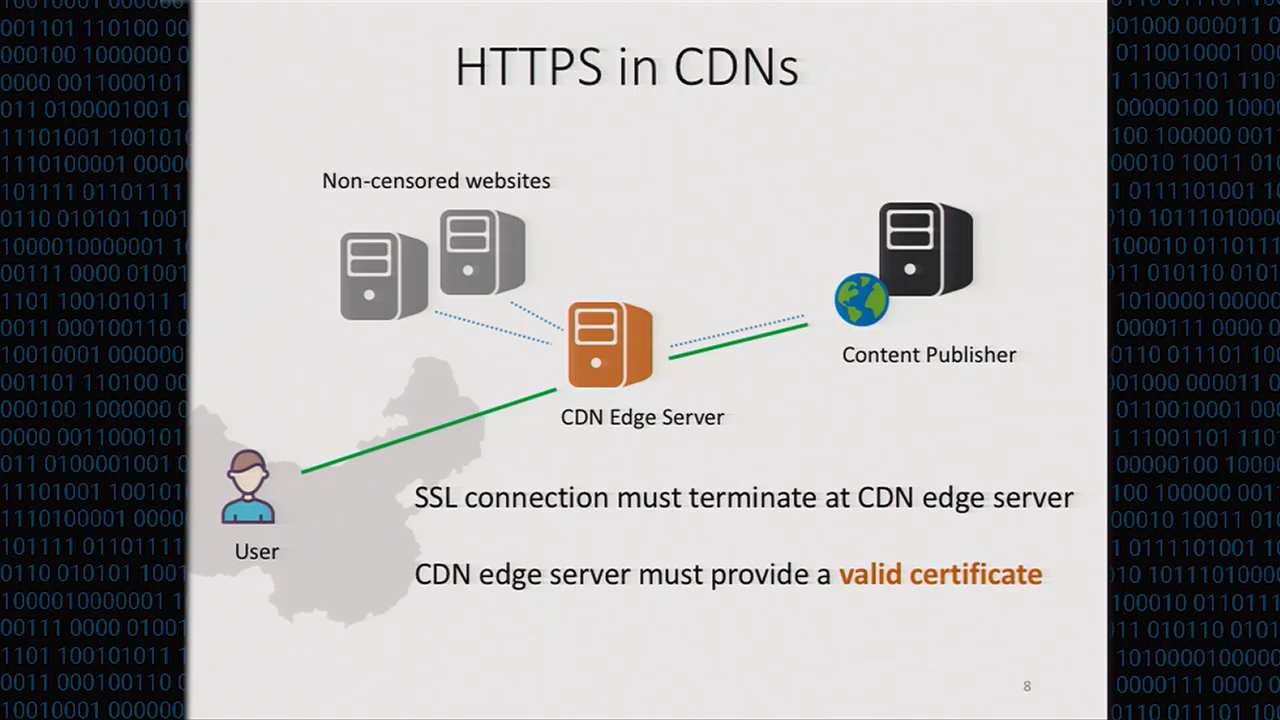 HTTPS in CDNs
Non-censored websites
Content Publisher
CDN Edge Server
SSL connection must terminate at CDN edge server
User
CDN edge server must provide a valid certificate
8